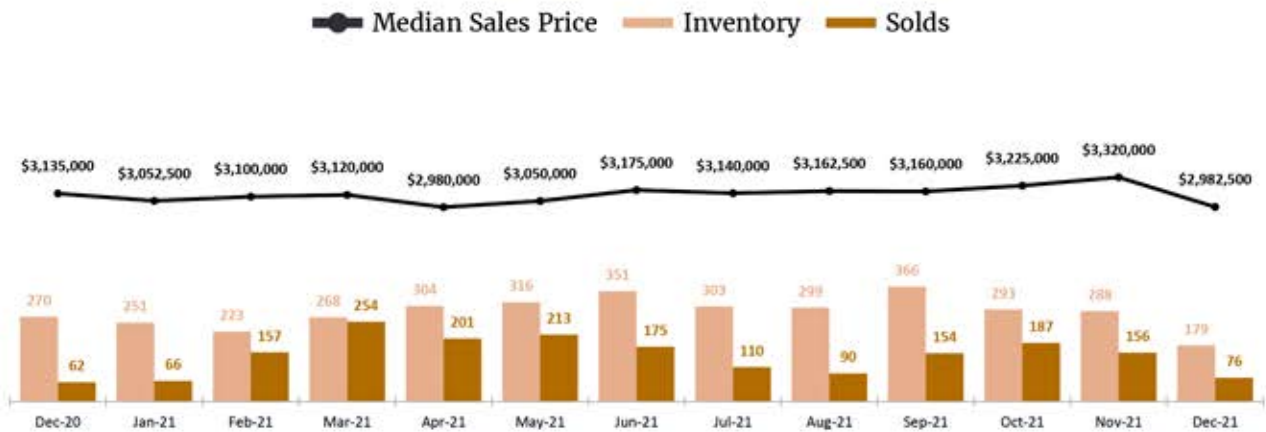 Median Sales Price Inventory Solds
$3,135,000 $3,052,500 $3,100,000 $3,120,000 $2,980,000 $3,050,000 $3,175,000 $3,140,000 $3,162,500 $3,160,000 $3,225,000 $3,320,000 $2,982,500
270 251 223 268 304 316 351 303 299 366 293 288 179
62 66 157 254 201 213 175 110 90 154 187 156 76
Dec-20 Jan-21 Feb-21 Mar-21 Apr-21 May-21 Jun-21 Jul-21 Aug-21 Sep-21 Oct-21 Nov-21 Dec-21